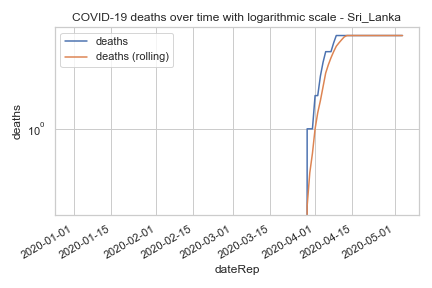 COVID-19 deaths over time with logarithmic scale - Sri_Lanka
deaths
deaths (rolling)
deaths
10⁰
2020-01-01
2020-01-15
2020-02-01
2020-02-15
2020-03-01
2020-03-15
2020-04-01
2020-04-15
2020-05-01
dateRep